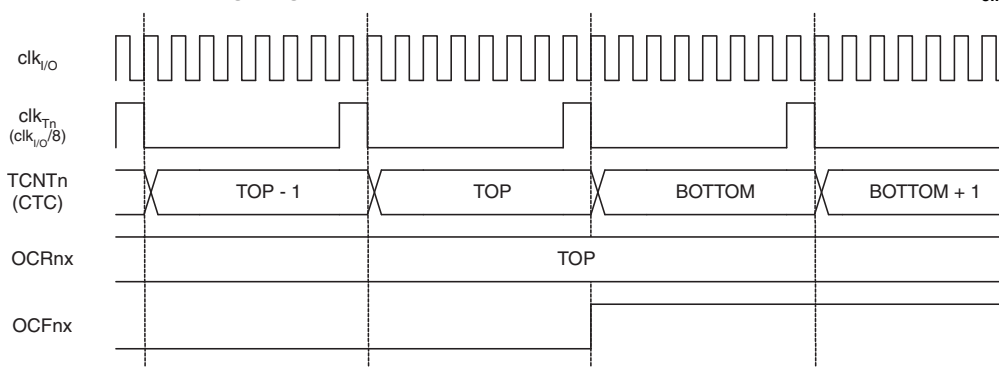 clkI/O
clkTn
(clkI/O/8)
TCNTn
(CTC)
TOP - 1
TOP
BOTTOM
BOTTOM + 1
OCRnx
TOP
OCFnx